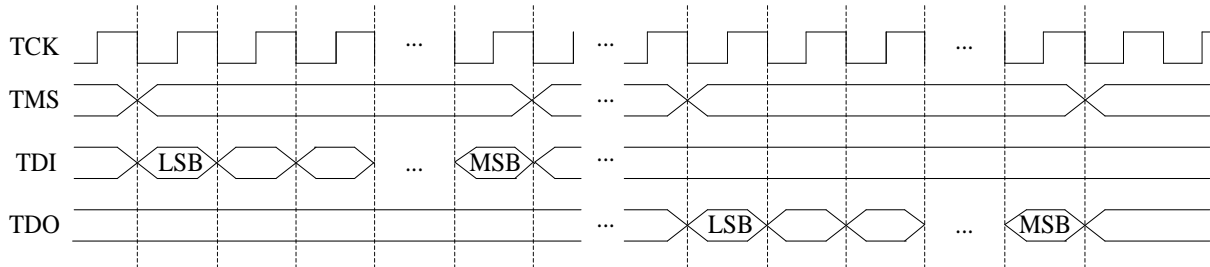 TCK ... ... ...
TMS ...
TDI LSB ... MSB ...
TDO ... LSB ... MSB